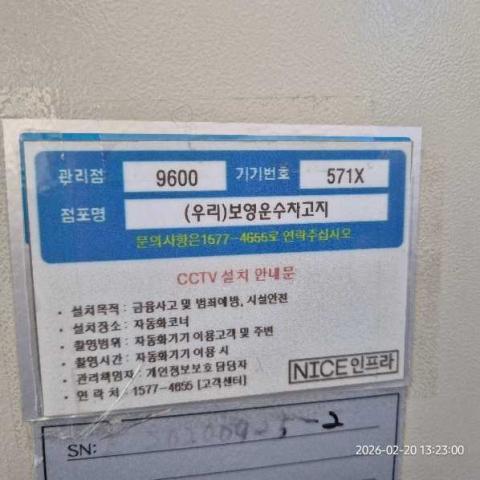 관리점 9600 기기번호 571X
점포명 (우리)보영운수차고지
문의사항은1577-4655로 연락주십시오
CCTV 설치 안내문
• 설치목적 : 금융사고 및 범죄예방, 시설안전
• 설치장소 : 자동화코너
• 촬영범위 : 자동화기기 이용고객 및 주변
• 촬영시간 : 자동화기기 이용 시
• 관리책임자 : 개인정보보호 담당자
• 연 락 처 : 1577-4655 [고객센터]
NICE인프라
SN:
2026-02-20 13:23:00